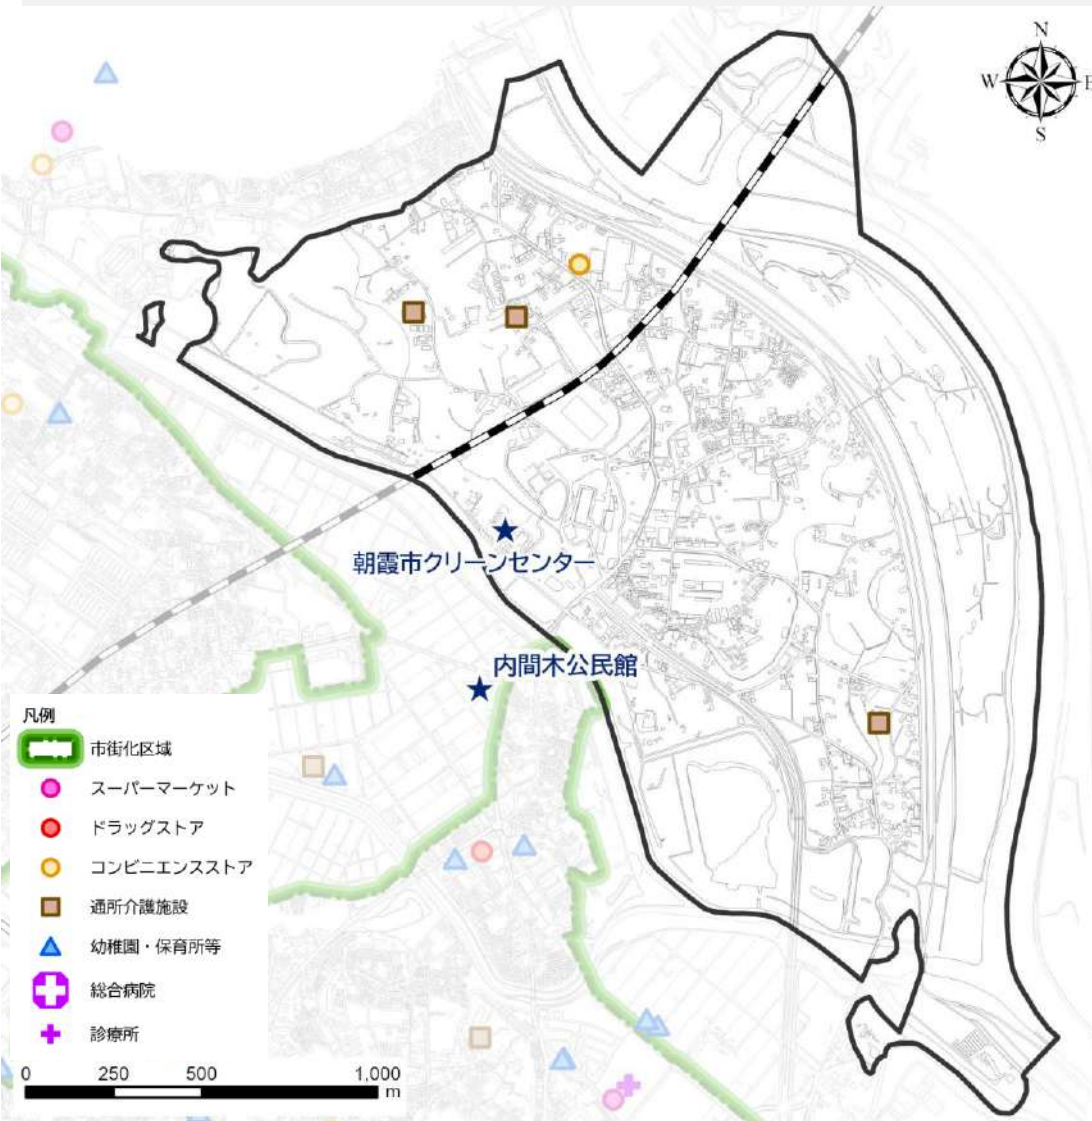 N
W E
S
朝霞市クリーンセンター
内間木公民館
凡例
市街化区域
スーパーマーケット
ドラッグストア
コンビニエンスストア
通所介護施設
幼稚園・保育所等
総合病院
診療所
0 250 500 1,000
m